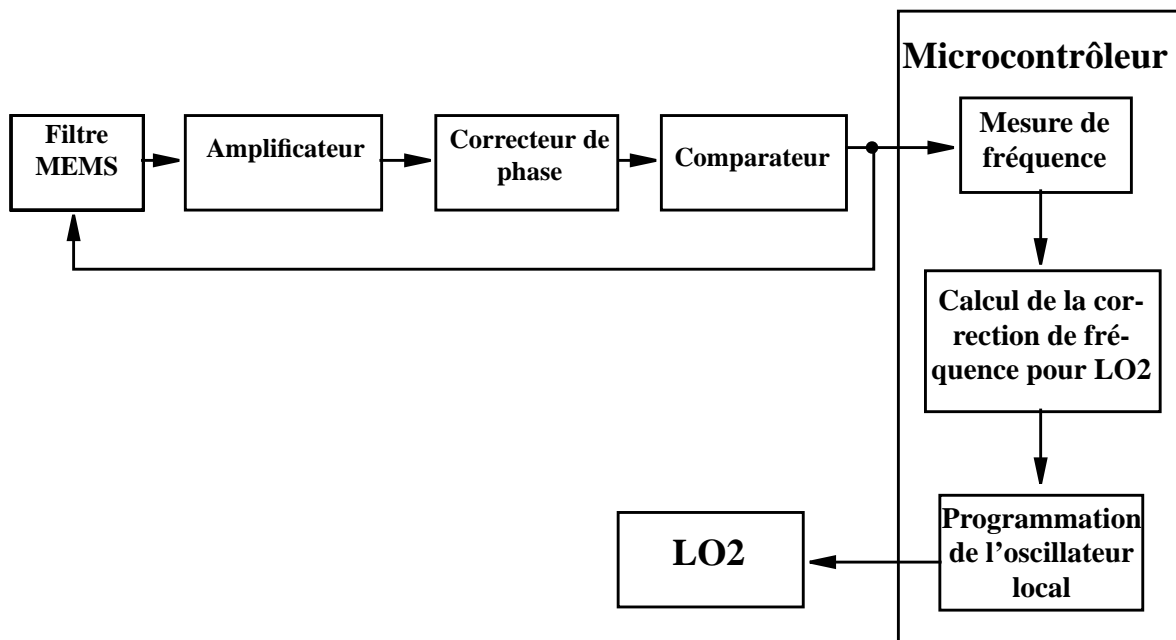 Microcontrôleur
Filtre
MEMS
Amplificateur
Correcteur de
phase
Comparateur
Mesure de
fréquence
Calcul de la cor-
rection de fré-
quence pour LO2
Programmation
de l’oscillateur
local
LO2